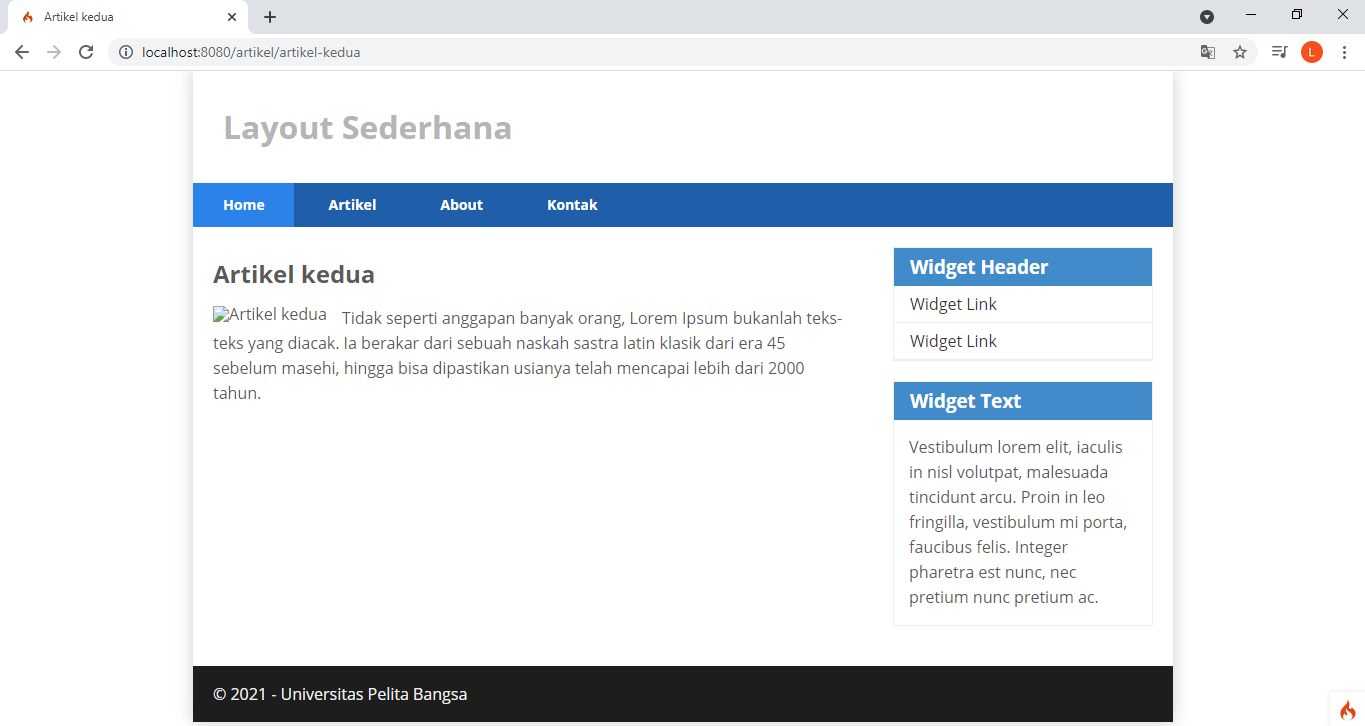 Artikel kedua
localhost:8080/artikel/artikel-kedua
L
Layout Sederhana
Home Artikel About Kontak
Artikel kedua
Artikel kedua Tidak seperti anggapan banyak orang, Lorem Ipsum bukanlah teks-
teks yang diacak. Ia berakar dari sebuah naskah sastra latin klasik dari era 45
sebelum masehi, hingga bisa dipastikan usianya telah mencapai lebih dari 2000
tahun.
Widget Header
Widget Link
Widget Link
Widget Text
Vestibulum lorem elit, iaculis
in nisl volutpat, malesuada
tincidunt arcu. Proin in leo
fringilla, vestibulum mi porta,
faucibus felis. Integer
pharetra est nunc, nec
pretium nunc pretium ac.
© 2021 - Universitas Pelita Bangsa